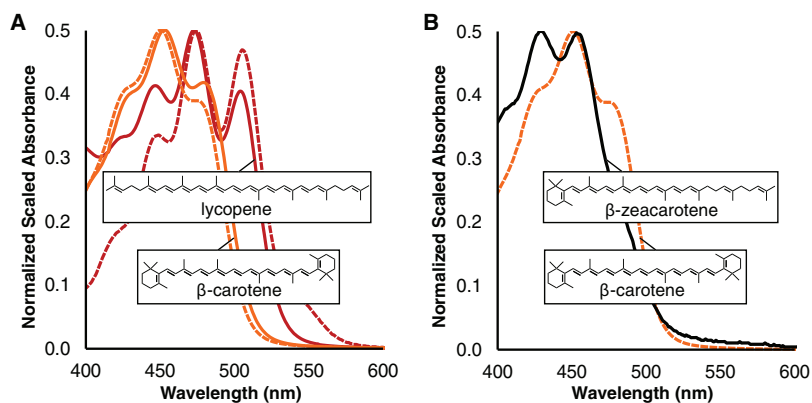 A
Normalized Scaled Absorbance
0.5
0.4
0.3
0.2
0.1
0.0
lycopene
β-carotene
400
450
500
550
600
Wavelength (nm)
B
Normalized Scaled Absorbance
0.5
0.4
0.3
0.2
0.1
0.0
β-zeacarotene
β-carotene
400
450
500
550
600
Wavelength (nm)